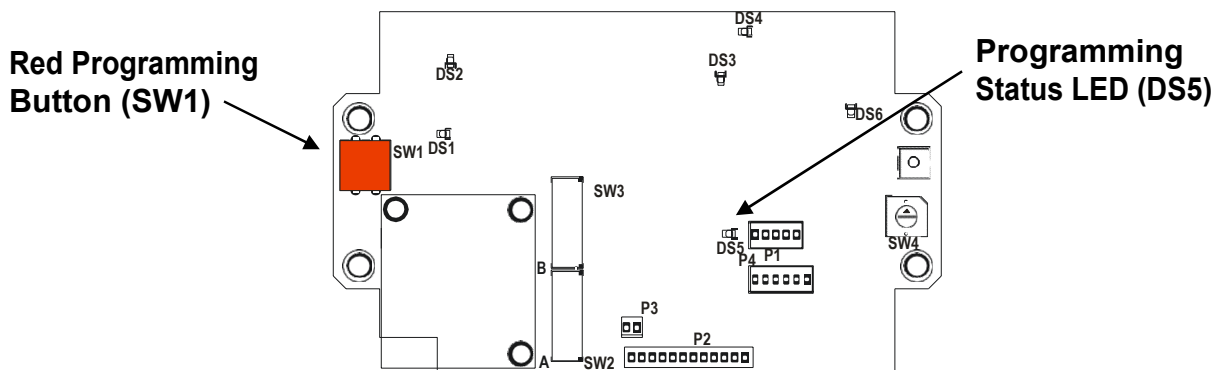 DS4
Red Programming
Button (SW1)
Programming
Status LED (DS5)
DS2
DS3
DS6
DS1
SW1
SW3
DS5
SW4
P4
P1
B
P3
P2
A
SW2